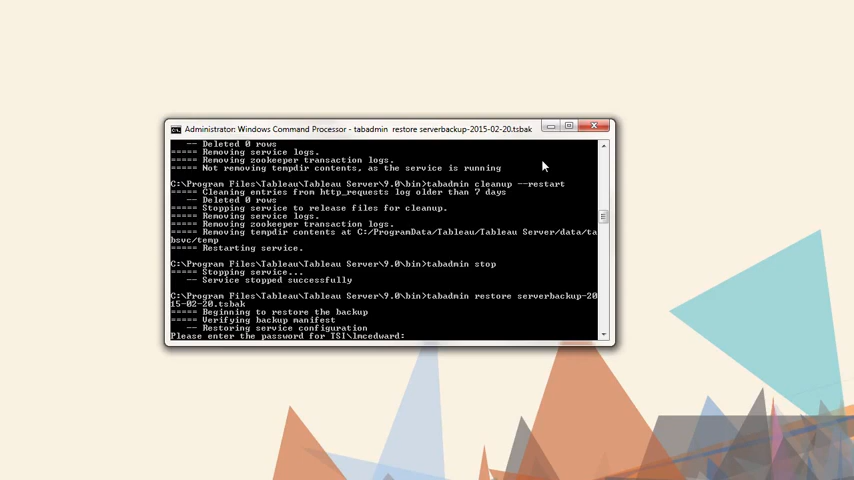 Administrator: Windows Command Processor - tabadmin restore serverbackup-2015-02-20.tsbak
-- Deleted 0 rows
===== Removing service logs.
===== Removing zookeeper transaction logs.
===== Not removing tempdir contents, as the service is running
C:\Program Files\Tableau\Tableau Server\9.0\bin>tabadmin cleanup --restart
===== Cleaning entries from http_requests log older than 7 days
-- Deleted 0 rows
===== Stopping service to release files for cleanup.
===== Removing service logs.
===== Removing zookeeper transaction logs.
===== Removing tempdir contents at C:/ProgramData/Tableau/Tableau Server/data/ta
bsvc/temp
===== Restarting service.
C:\Program Files\Tableau\Tableau Server\9.0\bin>tabadmin stop
===== Stopping service...
-- Service stopped successfully
C:\Program Files\Tableau\Tableau Server\9.0\bin>tabadmin restore serverbackup-20
15-02-20.tsbak
===== Beginning to restore the backup
===== Verifying backup manifest
-- Restoring service configuration
Please enter the password for TSI\lmcedward: